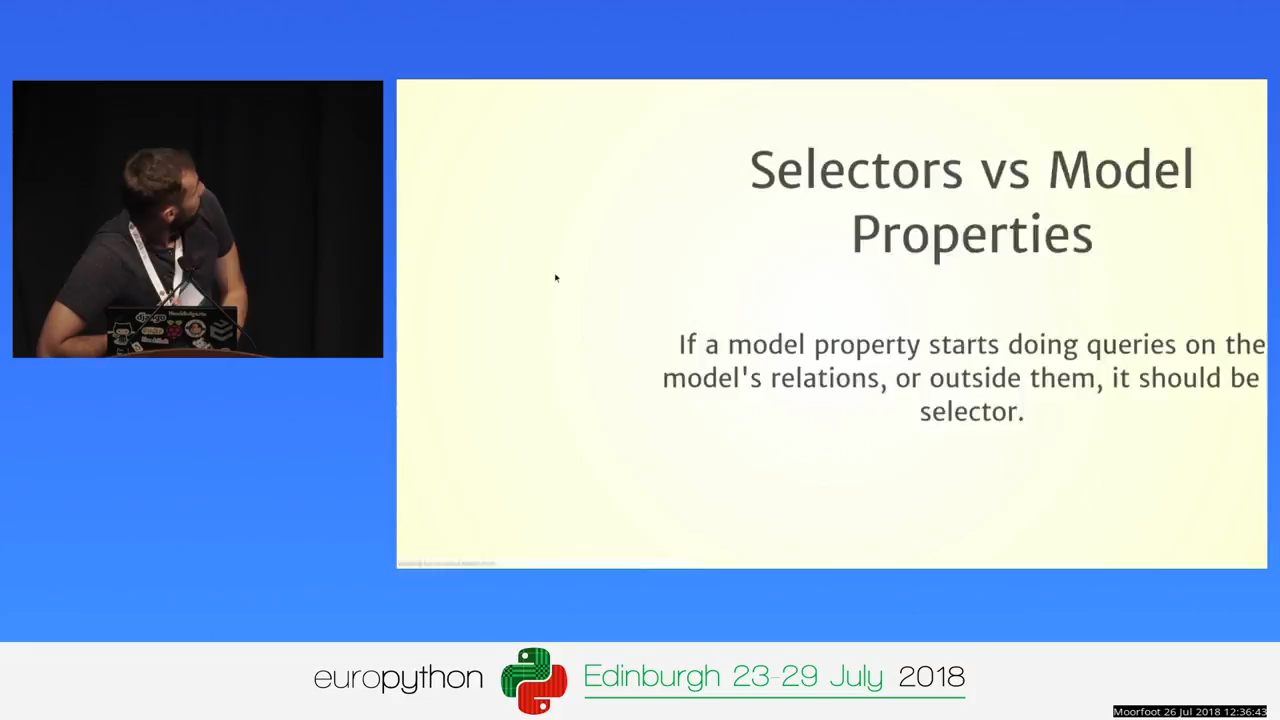 Selectors vs Model
Properties
If a model property starts doing queries on the
model's relations, or outside them, it should be
selector.
django
europython
Edinburgh 23-29 July 2018
Moorfoot 26 Jul 2018 12:36:43